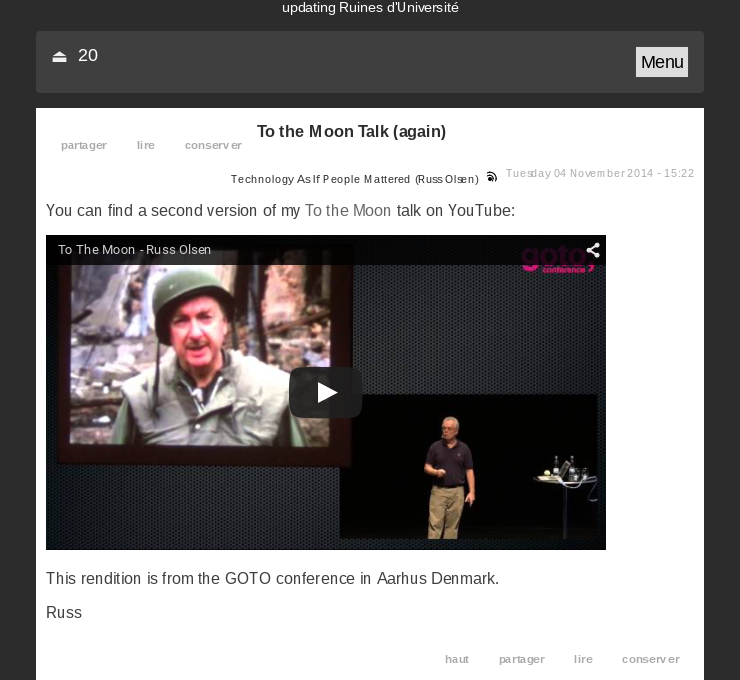 updating Ruines d'Université
⏏ 20
Menu
To the Moon Talk (again)
partager lire conserver
Technology As If People Mattered (Russ Olsen)
Tuesday 04 November 2014 - 15:22
You can find a second version of my To the Moon talk on YouTube:
To The Moon - Russ Olsen
goto;
conference
This rendition is from the GOTO conference in Aarhus Denmark.
Russ
haut partager lire conserver